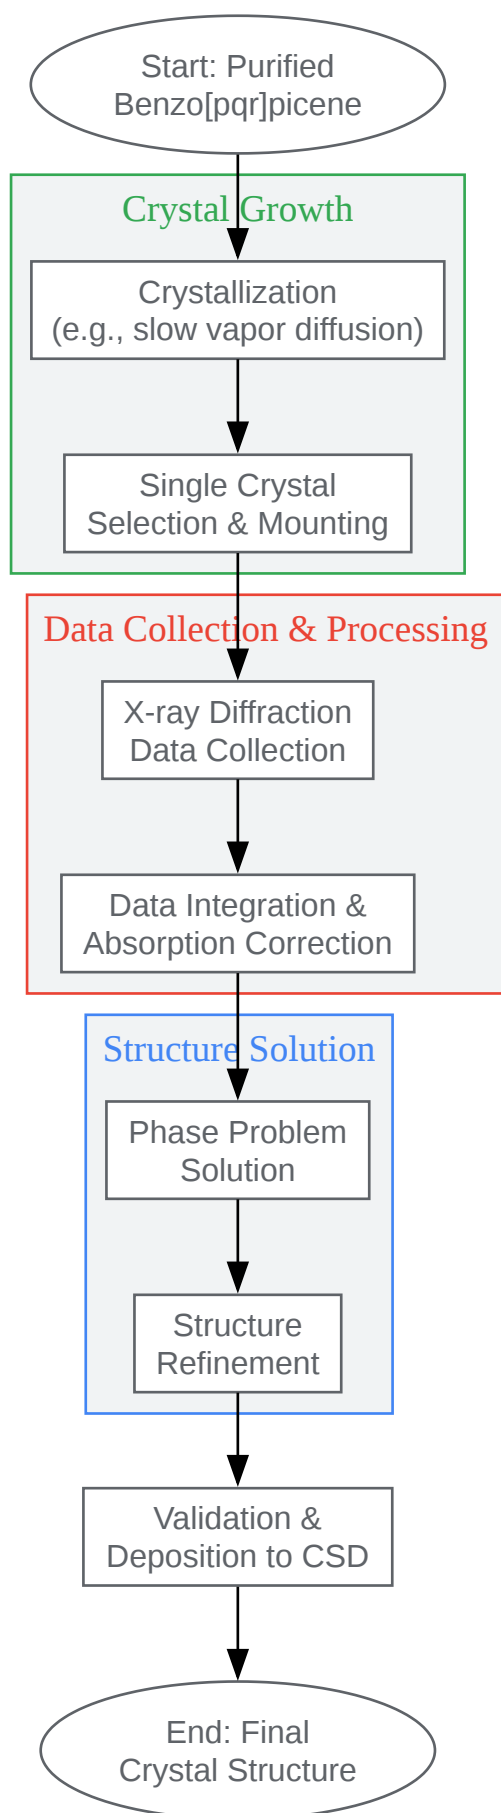 Start: Purified
Benzo[pqr]picene
Crystal Growth
Crystallization
(e.g., slow vapor diffusion)
Single Crystal
Selection & Mounting
Data Collection & Processing
X-ray Diffraction
Data Collection
Data Integration &
Absorption Correction
Structure Solution
Phase Problem
Solution
Structure
Refinement
Validation &
Deposition to CSD
End: Final
Crystal Structure